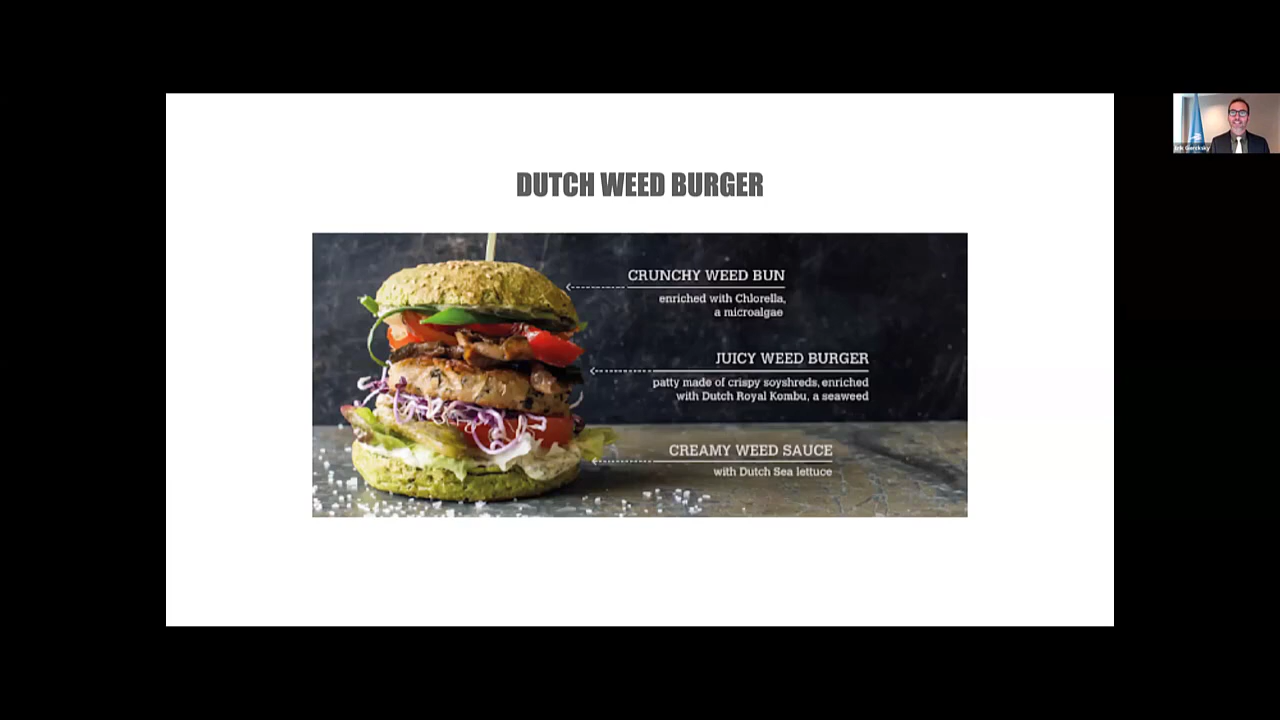 DUTCH WEED BURGER
CRUNCHY WEED BUN
enriched with Chlorella,
a microalgae
JUICY WEED BURGER
patty made of crispy soyshreds, enriched
with Dutch Royal Kombu, a seaweed
CREAMY WEED SAUCE
with Dutch Sea lettuce